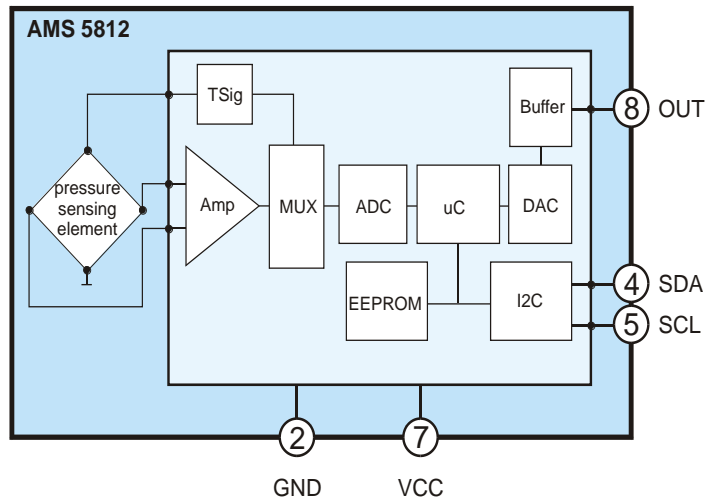 AMS 5812
TSig
Buffer
8 OUT
pressure
sensing
element
Amp
MUX
ADC
uC
DAC
EEPROM
I2C
4 SDA
5 SCL
2
7
GND
VCC